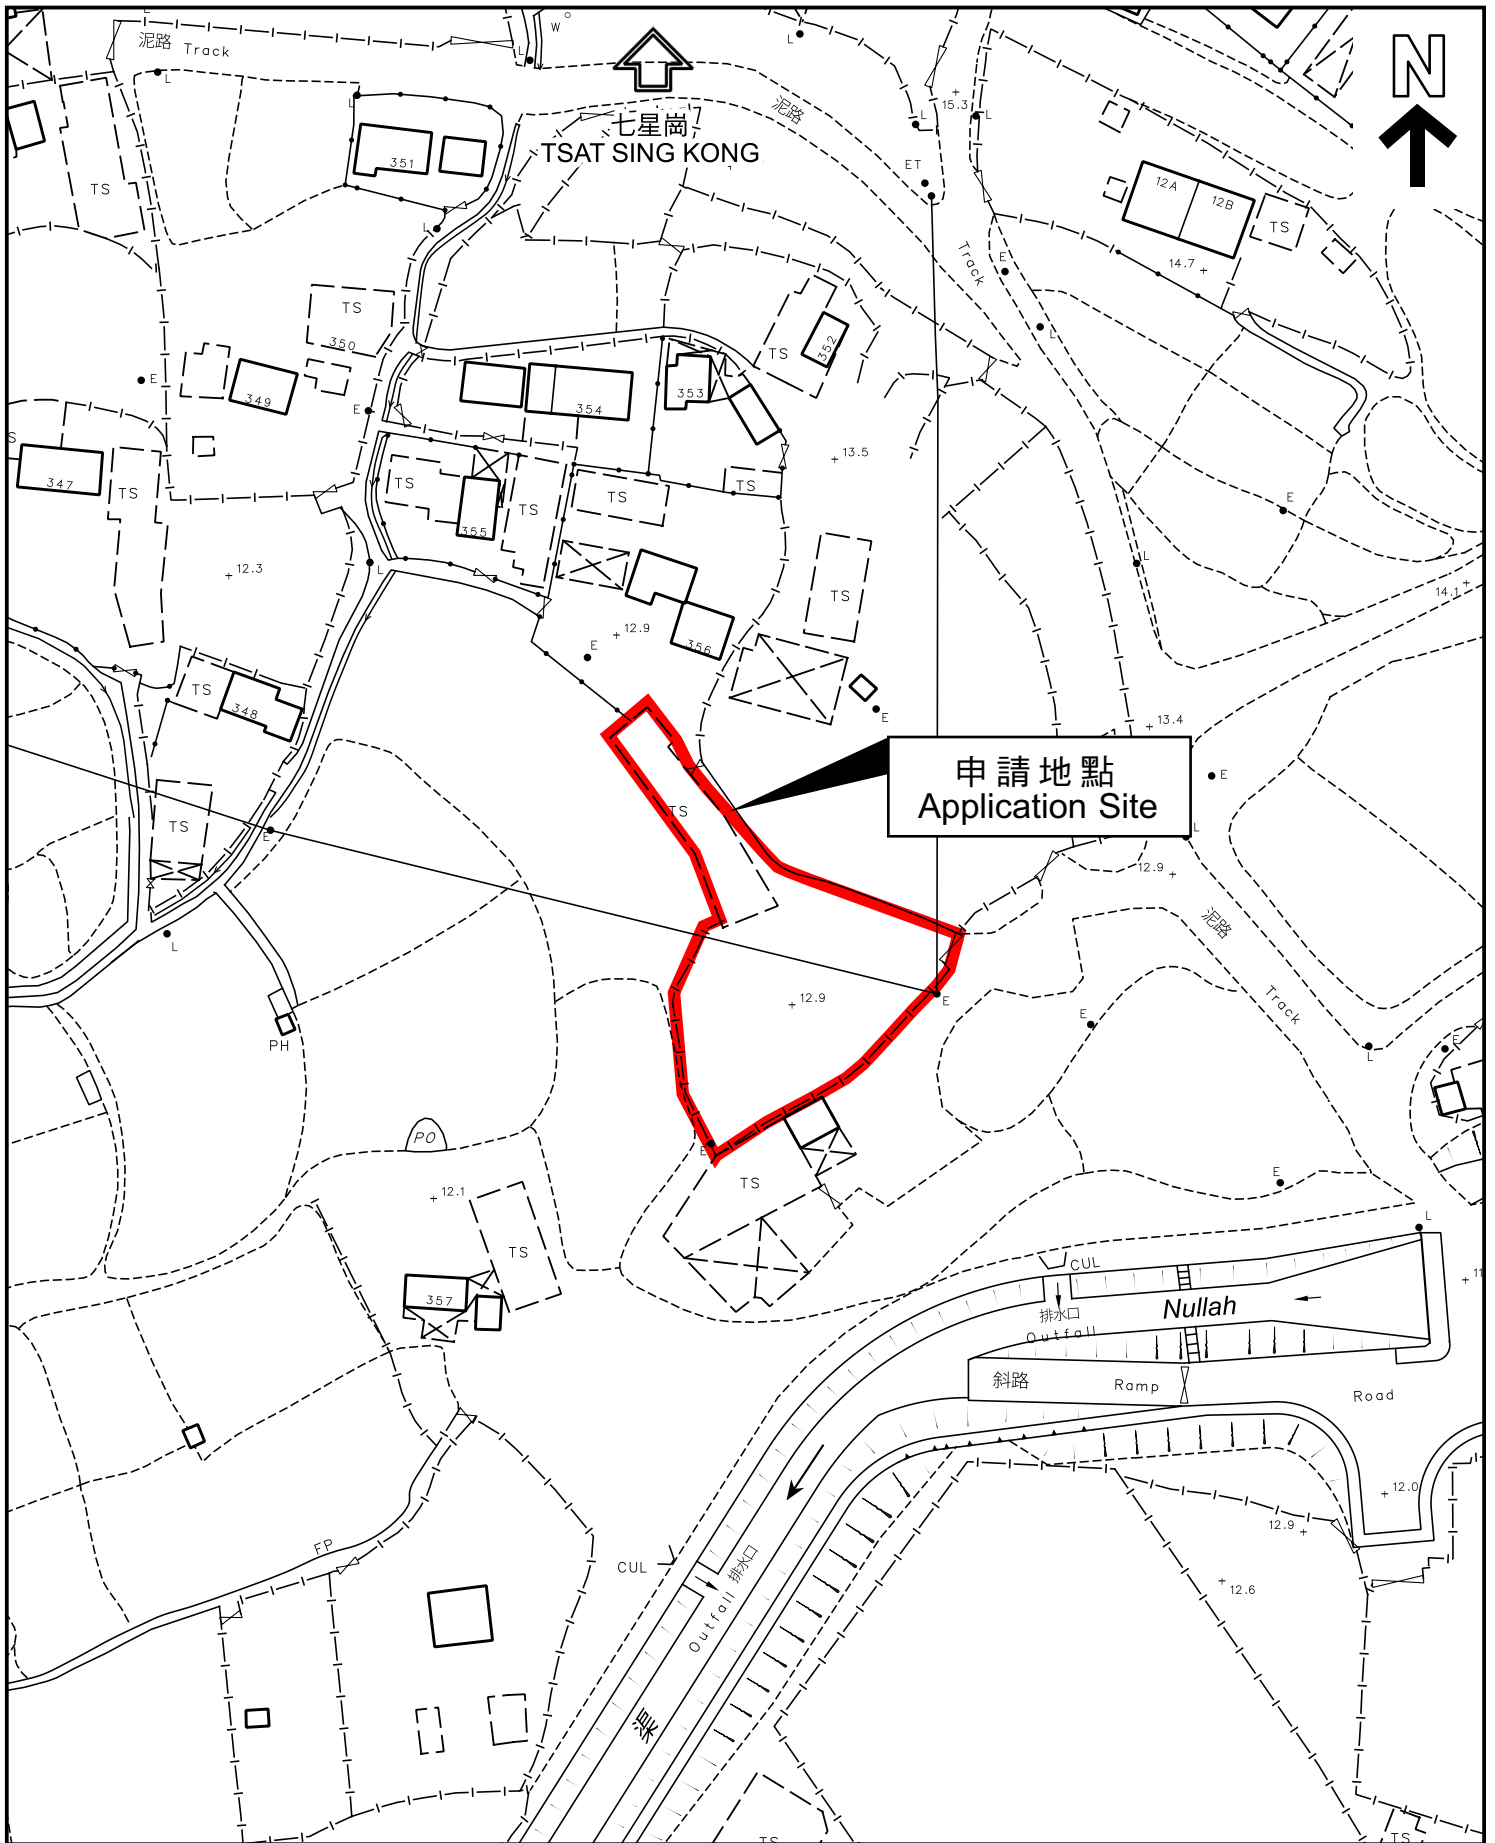 W
N
泥路 Track
L
L
L
L
15.3
L
L
泥路
七星崗
TSAT SING KONG
351
ET
TS
12A
12B
TS
L
Track
E
14.7
TS
350
L
352
TS
E
349
353
354
E
S
13.5
347
TS
TS
TS
TS
TS
E
355
L
L
12.3
TS
14.1
12.9
356
E
TS
348
E
13.4
申請地點
Application Site
E
TS
TS
E
L
12.9
泥路
L
12.9
E
Track
E
PH
L
E
PO
E
TS
E
12.1
L
TS
CUL
11
357
Nullah
排水口
Outfall
斜路
Ramp
Road
12.0
12.9
FP
CUL
排水口
Outfall
12.6
渠
TS
TS